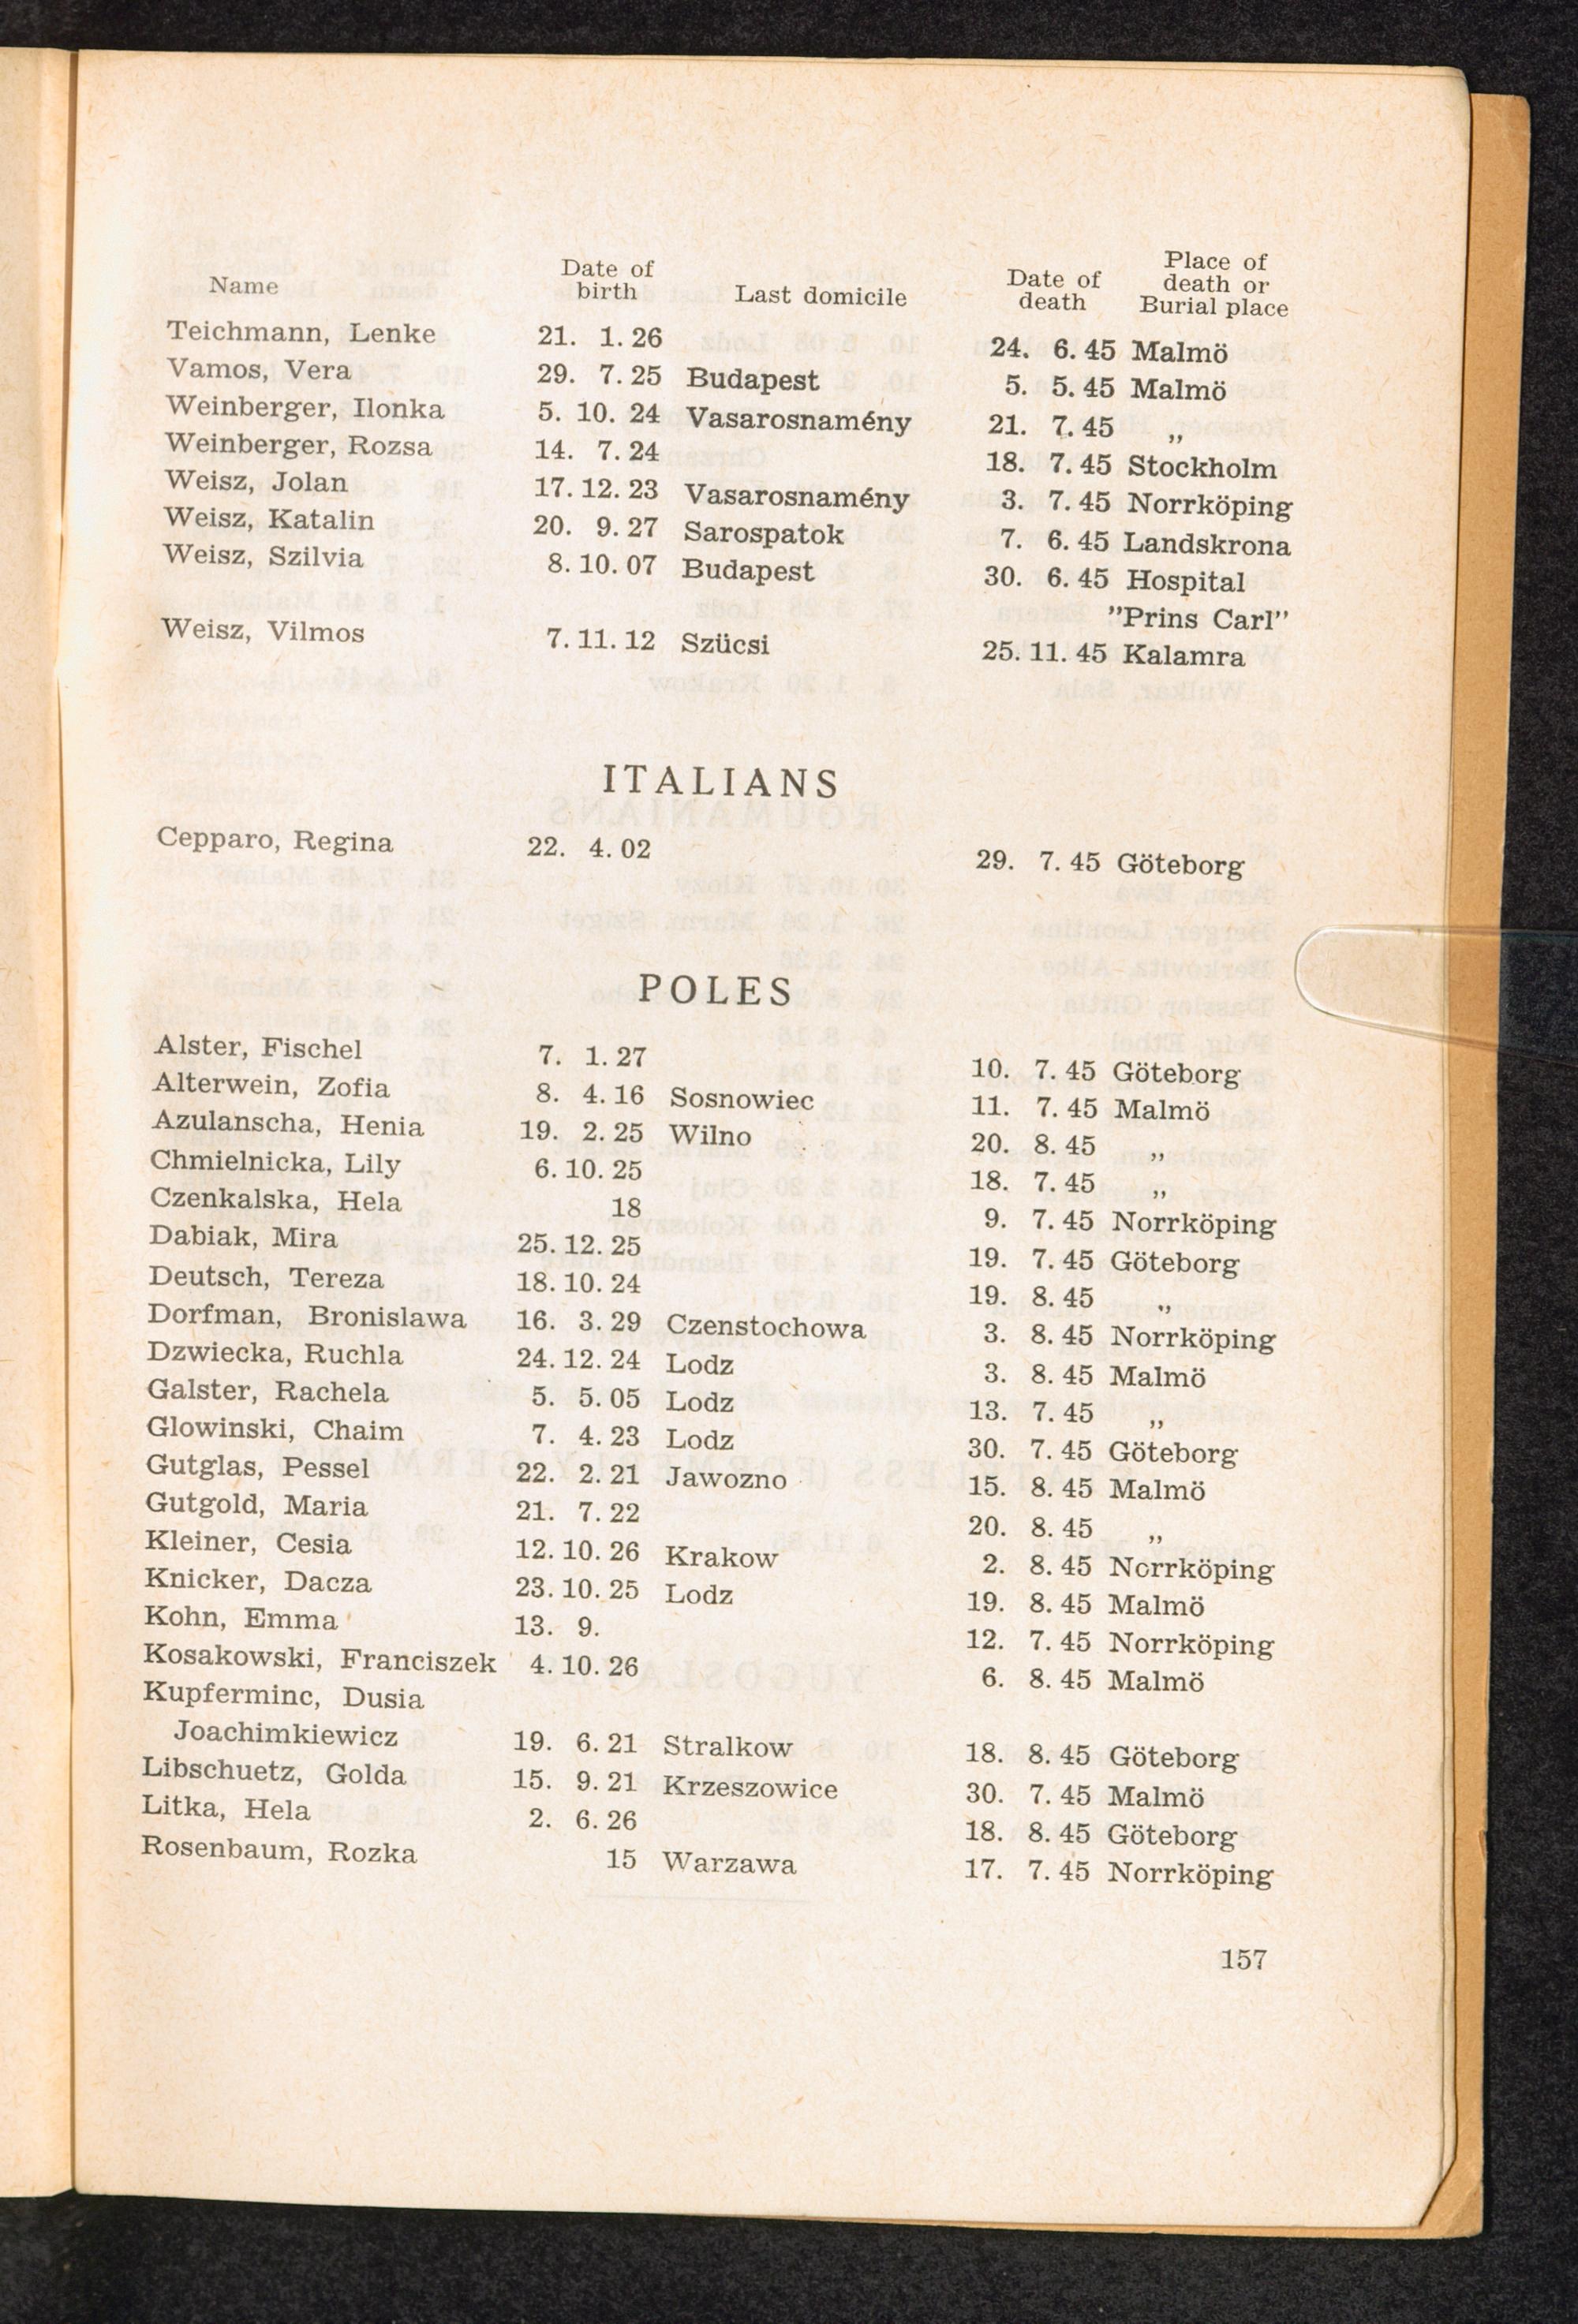 Name Date of birth Last domicile Date of death Place of death or Burial place
Teichmann, Lenke 21. 1. 26 24. 6. 45 Malmö
Vamos, Vera 29. 7. 25 Budapest 5. 5. 45 Malmö
Weinberger, Ilonka 5. 10. 24 Vasarosnamény 21. 7. 45 „
Weinberger, Rozsa 14. 7. 24 18. 7. 45 Stockholm
Weisz, Jolan 17. 12. 23 Vasarosnamény 3. 7. 45 Norrköping
Weisz, Katalin 20. 9. 27 Sarospatok 7. 6. 45 Landskrona
Weisz, Szilvia 8. 10. 07 Budapest 30. 6. 45 Hospital
”Prins Carl”
Weisz, Vilmos 7. 11. 12 Szücsi 25. 11. 45 Kalamra
ITALIANS
Cepparo, Regina 22. 4. 02 29. 7. 45 Göteborg
POLES
Alster, Fischel 7. 1. 27 10. 7. 45 Göteborg
Alterwein, Zofia 8. 4. 16 Sosnowiec 11. 7. 45 Malmö
Azulanscha, Henia 19. 2. 25 Wilno 20. 8. 45 „
Chmielnicka, Lily 6. 10. 25 18. 7. 45 „
Czenkalska, Hela 18 9. 7. 45 Norrköping
Dabiak, Mira 25. 12. 25 19. 7. 45 Göteborg
Deutsch, Tereza 18. 10. 24 19. 8. 45 „
Dorfman, Bronislawa 16. 3. 29 Czenstochowa 3. 8. 45 Norrköping
Dzwiecka, Ruchla 24. 12. 24 Lodz 3. 8. 45 Malmö
Galster, Rachela 5. 5. 05 Lodz 13. 7. 45 „
Glowinski, Chaim 7. 4. 23 Lodz 30. 7. 45 Göteborg
Gutglas, Pessel 22. 2. 21 Jawozno 15. 8. 45 Malmö
Gutgold, Maria 21. 7. 22 20. 8. 45 „
Kleiner, Cesia 12. 10. 26 Krakow 2. 8. 45 Norrköping
Knicker, Dacza 23. 10. 25 Lodz 19. 8. 45 Malmö
Kohn, Emma 13. 9. 12. 7. 45 Norrköping
Kosakowski, Franciszek 4. 10. 26 6. 8. 45 Malmö
Kupferminc, Dusia
Joachimkiewicz 19. 6. 21 Stralkow 18. 8. 45 Göteborg
Libschuetz, Golda 15. 9. 21 Krzeszowice 30. 7. 45 Malmö
Litka, Hela 2. 6. 26 18. 8. 45 Göteborg
Rosenbaum, Rozka 15 Warzawa 17. 7. 45 Norrköping
157